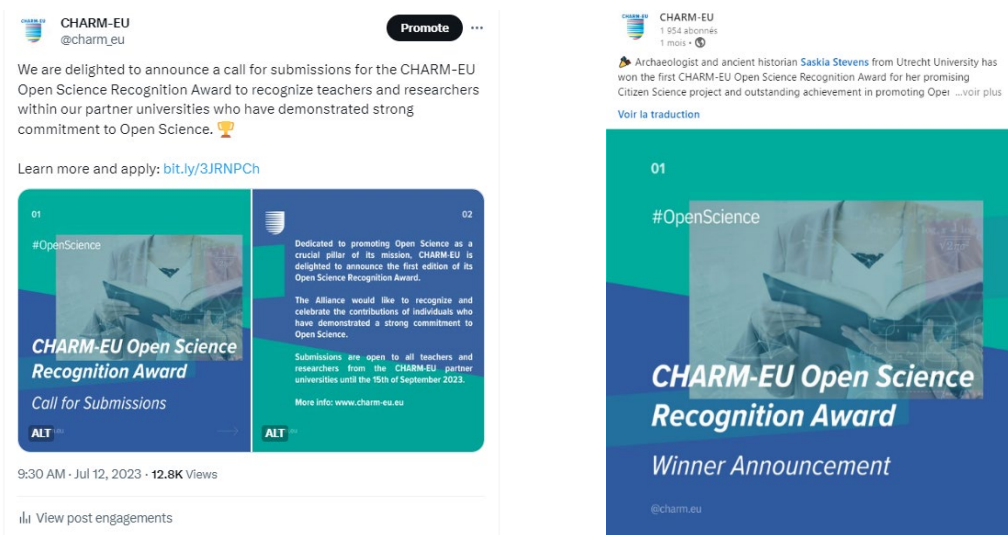 CHARM-EU
@charm_eu
Promote
We are delighted to announce a call for submissions for the CHARM-EU
Open Science Recognition Award to recognize teachers and researchers
within our partner universities who have demonstrated strong
commitment to Open Science. 🏆
Learn more and apply: bit.ly/3JRNPCh
01
#OpenScience
CHARM-EU Open Science
Recognition Award
Call for Submissions
ALT
02
Dedicated to promoting Open Science as a
crucial pillar of its mission, CHARM-EU is
delighted to announce the first edition of its
Open Science Recognition Award.
The Alliance would like to recognize and
celebrate the contributions of individuals who
have demonstrated a strong commitment to
Open Science.
Submissions are open to all teachers and
researchers from the CHARM-EU partner
universities until the 15th of September 2023.
More info: www.charm-eu.eu
ALT
9:30 AM · Jul 12, 2023 · 12.8K Views
View post engagements
CHARM-EU
CHARM-EU
1 954 abonnés
1 mois •
🎉 Archaeologist and ancient historian Saskia Stevens from Utrecht University has
won the first CHARM-EU Open Science Recognition Award for her promising
Citizen Science project and outstanding achievement in promoting Oper ...voir plus
Voir la traduction
01
#OpenScience
CHARM-EU Open Science
Recognition Award
Winner Announcement
@charm.eu